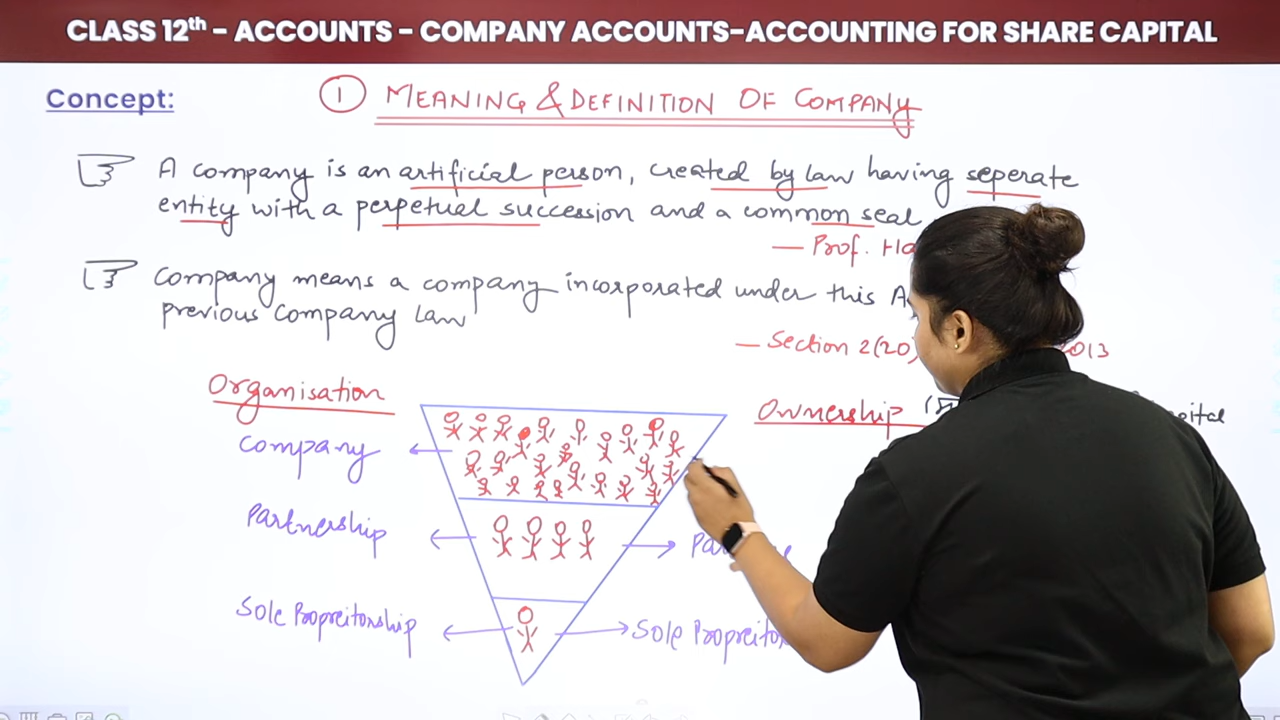 CLASS 12th - ACCOUNTS - COMPANY ACCOUNTS-ACCOUNTING FOR SHARE CAPITAL
Concept:
1 MEANING & DEFINITION OF COMPANY
A company is an artificial person, created by law having seperate
entity with a perpetual succession and a common seal
— Prof.
Company means a company incorporated under this
previous Company Law
— Section 2(20) 2013
Organisation
Ownership
Company
Partnership
Sole Propreitorship
Sole